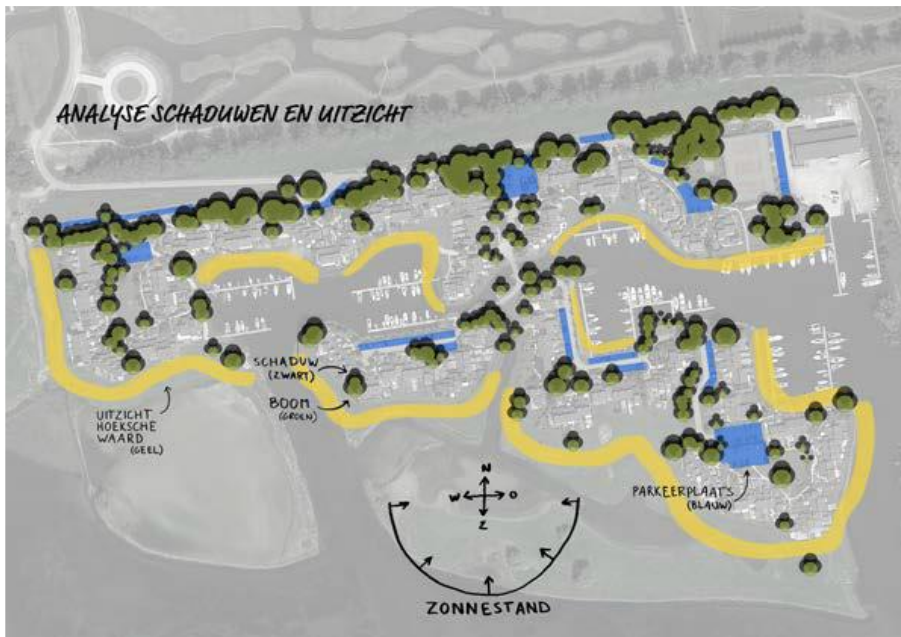 ANALYSE SCHADUWEN EN UITZICHT
SCHADUW
(ZWART)
BOOM
(GROEN)
UITZICHT
HOEKSCHE
WAARD
(GEEL)
N
W O
Z
PARKEERPLAATS
(BLAUW)
ZONNESTAND